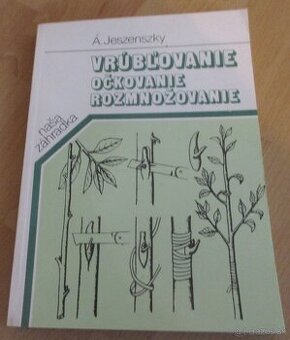 Á. Jeszenszky
VRÚBĽOVANIE
OČKOVANIE
ROZMNOŽOVANIE
naša
záhradka